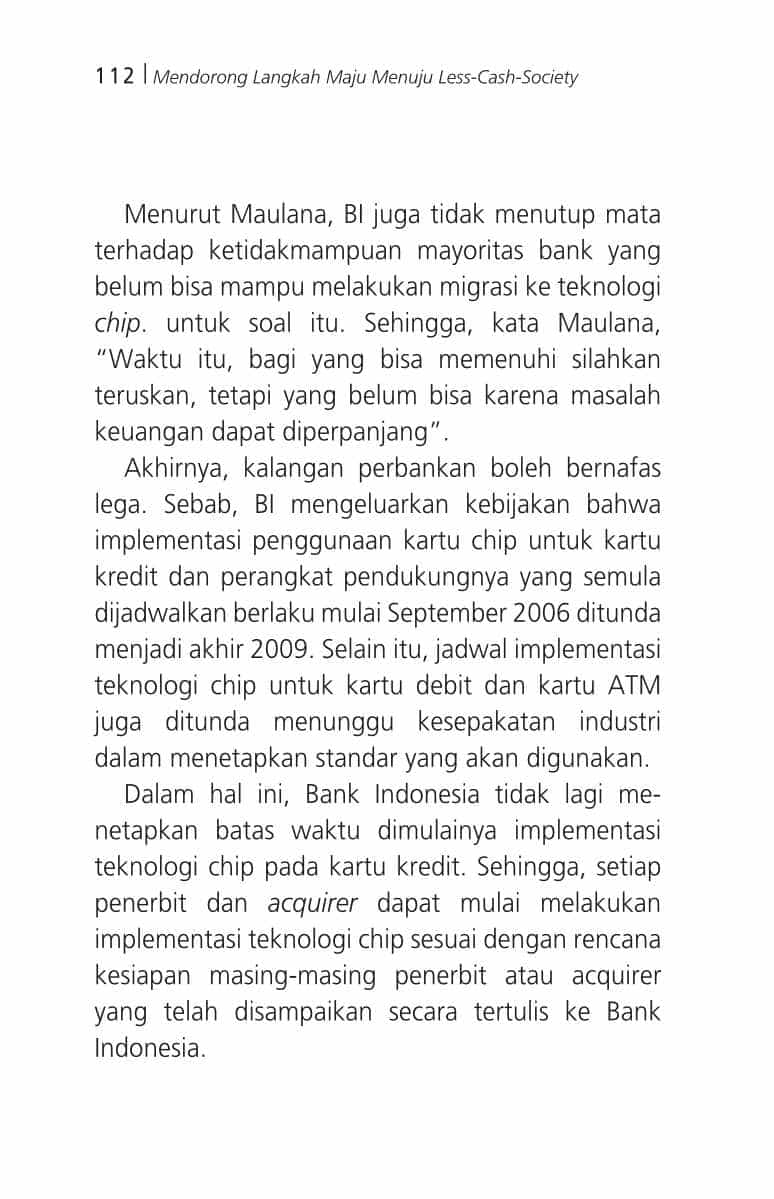 112 | Mendorong Langkah Maju Menuju Less-Cash-Society
Menurut Maulana, BI juga tidak menutup mata
terhadap ketidakmampuan mayoritas bank yang
belum bisa mampu melakukan migrasi ke teknologi
chip. untuk soal itu. Sehingga, kata Maulana,
“Waktu itu, bagi yang bisa memenuhi silahkan
teruskan, tetapi yang belum bisa karena masalah
keuangan dapat diperpanjang”.
Akhirnya, kalangan perbankan boleh bernafas
lega. Sebab, BI mengeluarkan kebijakan bahwa
implementasi penggunaan kartu chip untuk kartu
kredit dan perangkat pendukungnya yang semula
dijadwalkan berlaku mulai September 2006 ditunda
menjadi akhir 2009. Selain itu, jadwal implementasi
teknologi chip untuk kartu debit dan kartu ATM
juga ditunda menunggu kesepakatan industri
dalam menetapkan standar yang akan digunakan.
Dalam hal ini, Bank Indonesia tidak lagi me-
netapkan batas waktu dimulainya implementasi
teknologi chip pada kartu kredit. Sehingga, setiap
penerbit dan acquirer dapat mulai melakukan
implementasi teknologi chip sesuai dengan rencana
kesiapan masing-masing penerbit atau acquirer
yang telah disampaikan secara tertulis ke Bank
Indonesia.